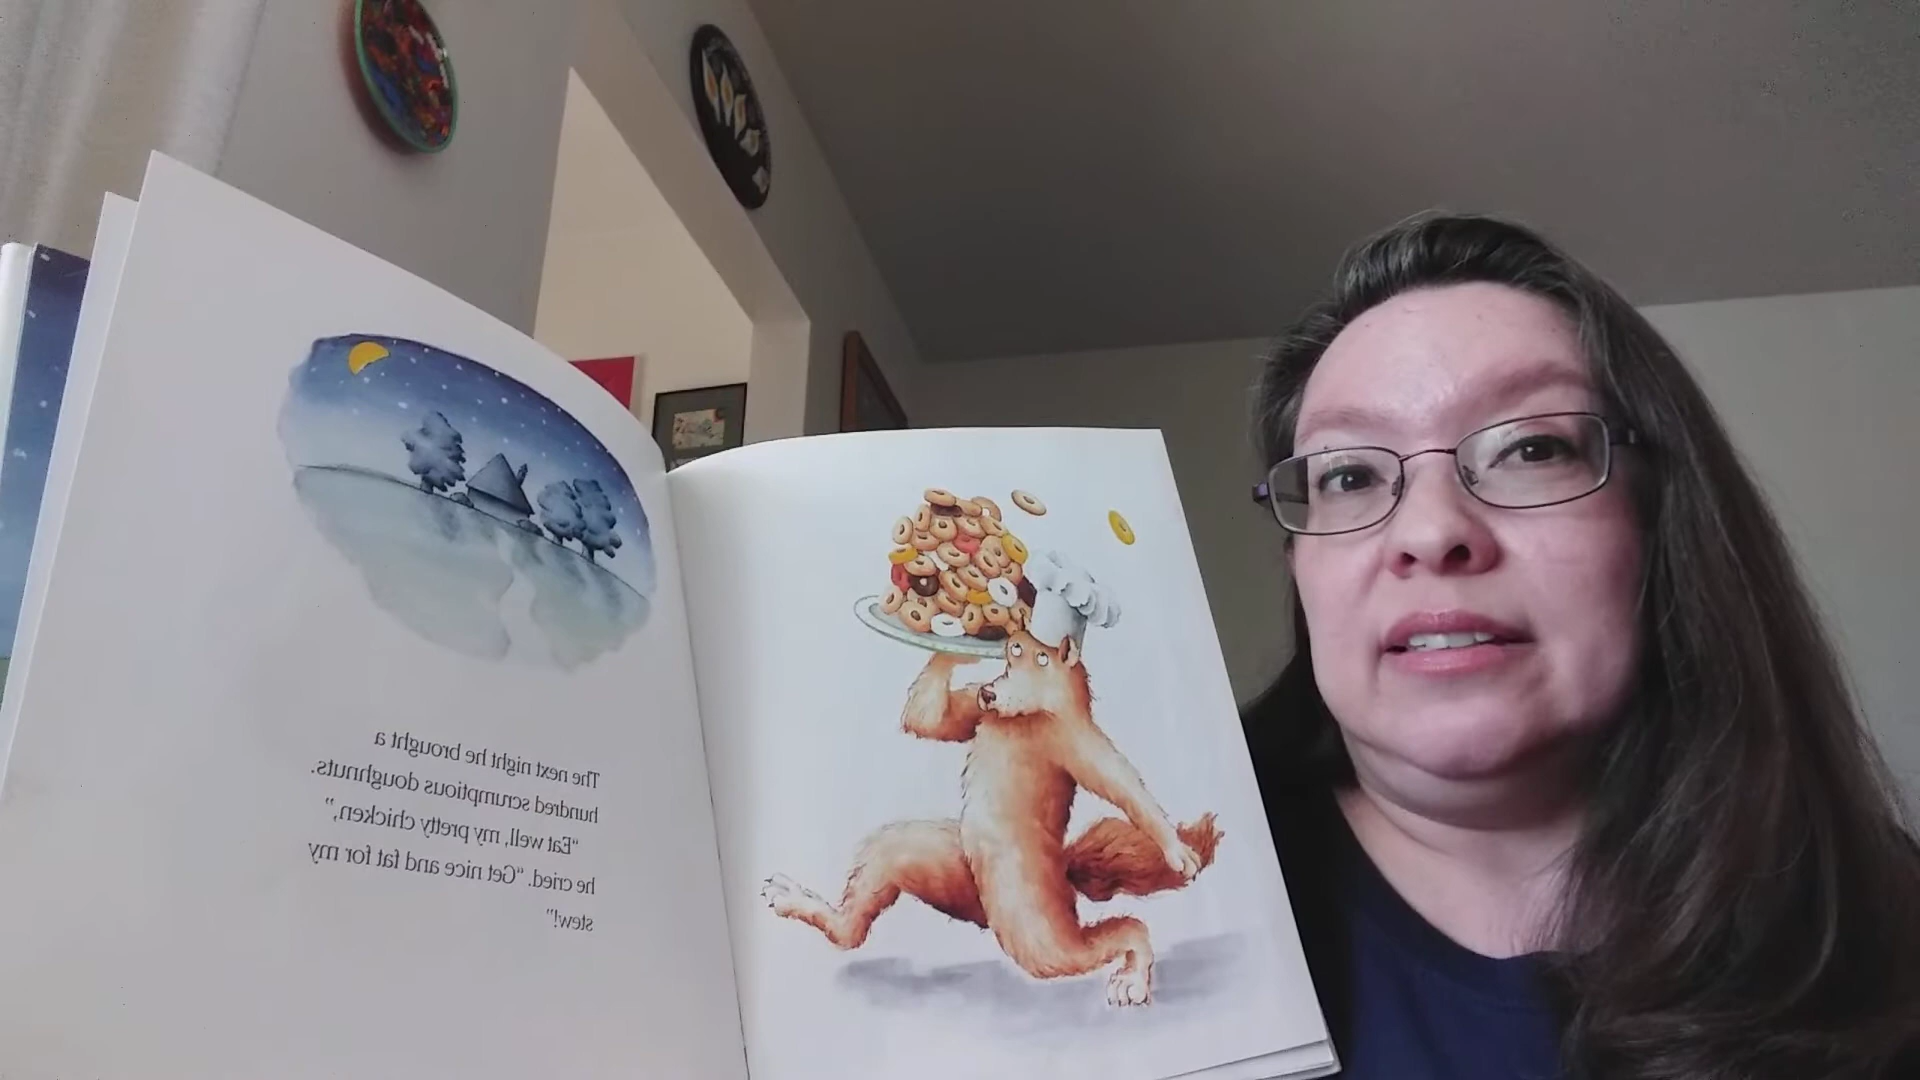 The next night he brought a
hundred scrumptious doughnuts.
"Eat well, my pretty chicken,"
he cried. "Get nice and fat for my
stew!"